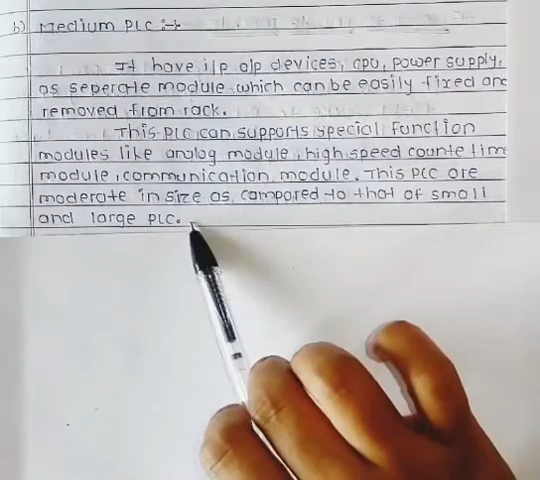 b) Medium PLC :→
It have i/p o/p devices, cpu, power supply,
as seperate module which can be easily fixed and
removed from rack.
This PLC can supports special function
modules like analog module, high speed counte tim
module, communication module. This PLC are
moderate in size as compared to that of small
and large PLC.